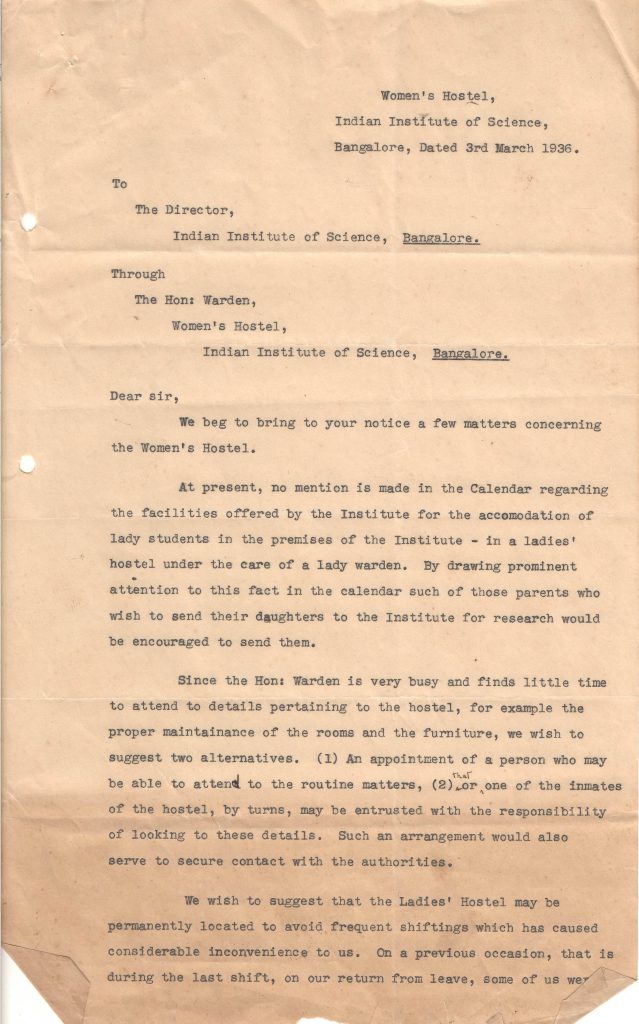 Women's Hostel,
Indian Institute of Science,
Bangalore, Dated 3rd March 1936.
To
The Director,
Indian Institute of Science, Bangalore.
Through
The Hon: Warden,
Women's Hostel,
Indian Institute of Science, Bangalore.
Dear sir,
We beg to bring to your notice a few matters concerning
the Women's Hostel.
At present, no mention is made in the Calendar regarding
the facilities offered by the Institute for the accomodation of
lady students in the premises of the Institute - in a ladies'
hostel under the care of a lady warden. By drawing prominent
attention to this fact in the calendar such of those parents who
wish to send their daughters to the Institute for research would
be encouraged to send them.
Since the Hon: Warden is very busy and finds little time
to attend to details pertaining to the hostel, for example the
proper maintainance of the rooms and the furniture, we wish to
suggest two alternatives. (1) An appointment of a person who may
be able to attend to the routine matters, (2) or that one of the inmates
of the hostel, by turns, may be entrusted with the responsibility
of looking to these details. Such an arrangement would also
serve to secure contact with the authorities.
We wish to suggest that the Ladies' Hostel may be
permanently located to avoid frequent shiftings which has caused
considerable inconvenience to us. On a previous occasion, that is
during the last shift, on our return from leave, some of us